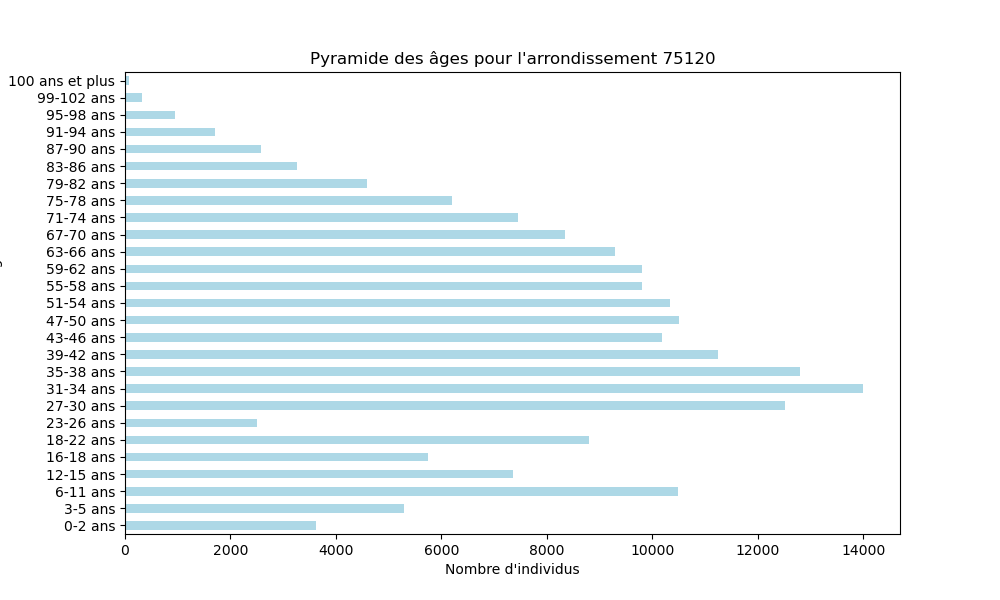 Pyramide des âges pour l'arrondissement 75120
100 ans et plus
99-102 ans
95-98 ans
91-94 ans
87-90 ans
83-86 ans
79-82 ans
75-78 ans
71-74 ans
67-70 ans
63-66 ans
59-62 ans
55-58 ans
51-54 ans
47-50 ans
43-46 ans
39-42 ans
35-38 ans
31-34 ans
27-30 ans
23-26 ans
18-22 ans
16-18 ans
12-15 ans
6-11 ans
3-5 ans
0-2 ans
0 2000 4000 6000 8000 10000 12000 14000
Nombre d'individus